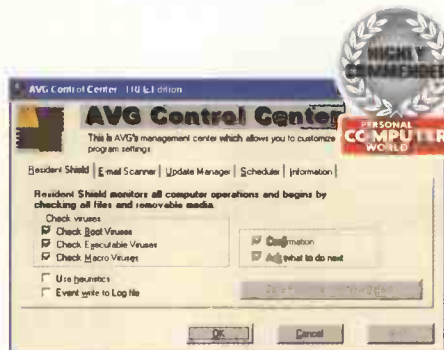 HIGHLY
COMMENDED
PERSONAL
COMPUTER
WORLD
AVG Control Center
AVG Control Center
This is AVG's management center which allows you to customize
program settings
Resident Shield E-mail Scanner Update Manager Scheduler Information
Resident Shield monitors all computer operations and begins by
checking all files and removable media.
Check viruses
Check Boot Viruses
Check Executable Viruses
Check Macro Viruses
Confirmation
Ask what to do next
Use heuristics
Event write to Log file
OK
Cancel